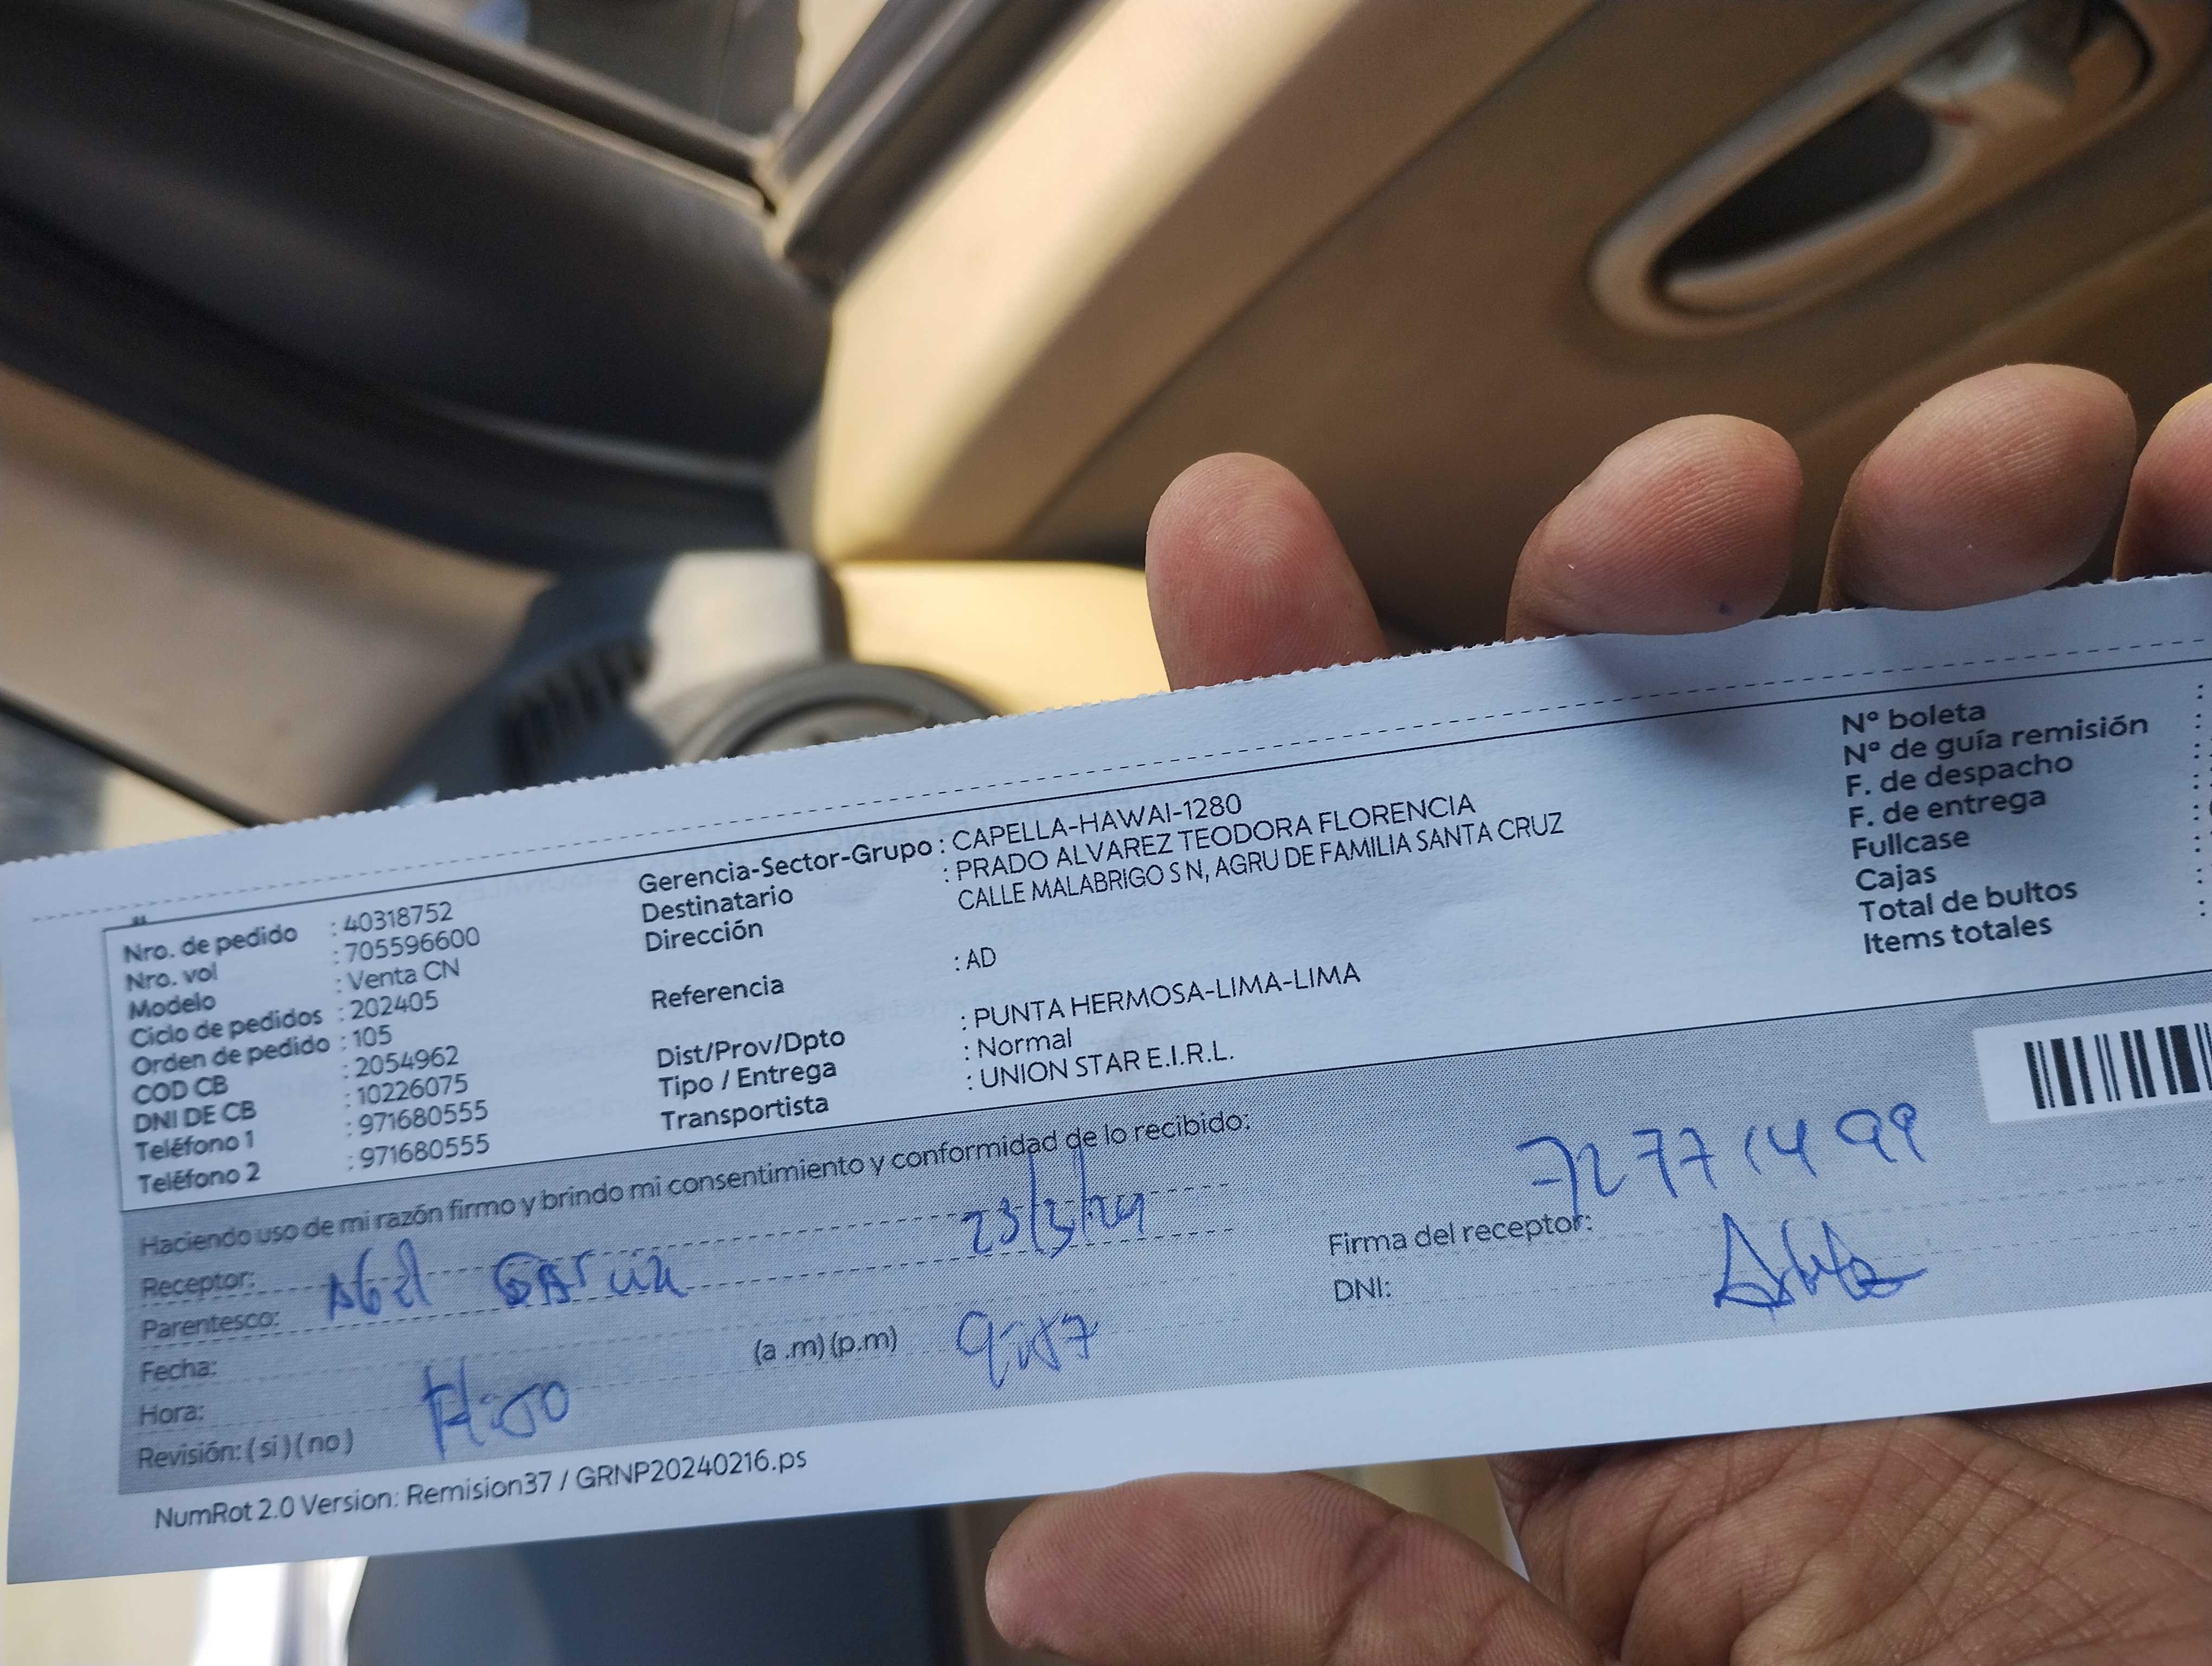 Nro. de pedido : 40318752
Nro. vol : 705596600
Modelo : Venta CN
Ciclo de pedidos : 202405
Orden de pedido : 105
COD CB : 2054962
DNI DE CB : 10226075
Teléfono 1 : 971680555
Teléfono 2 : 971680555
Gerencia-Sector-Grupo : CAPELLA-HAWAI-1280
Destinatario : PRADO ALVAREZ TEODORA FLORENCIA
Dirección CALLE MALABRIGO S N, AGRU DE FAMILIA SANTA CRUZ
Referencia : AD
Dist/Prov/Dpto : PUNTA HERMOSA-LIMA-LIMA
Tipo / Entrega : Normal
Transportista : UNION STAR E.I.R.L.
N° boleta :
N° de guía remisión :
F. de despacho :
F. de entrega :
Fullcase :
Cajas :
Total de bultos :
Items totales :
Haciendo uso de mi razón firmo y brindo mi consentimiento y conformidad de lo recibido:
Receptor: Abel Garcia 23/3/24
Parentesco:
Fecha:
Hora: (a .m) (p.m)
Revisión: ( si ) ( no )
Firma del receptor:
DNI:
NumRot 2.0 Version: Remision37 / GRNP20240216.ps